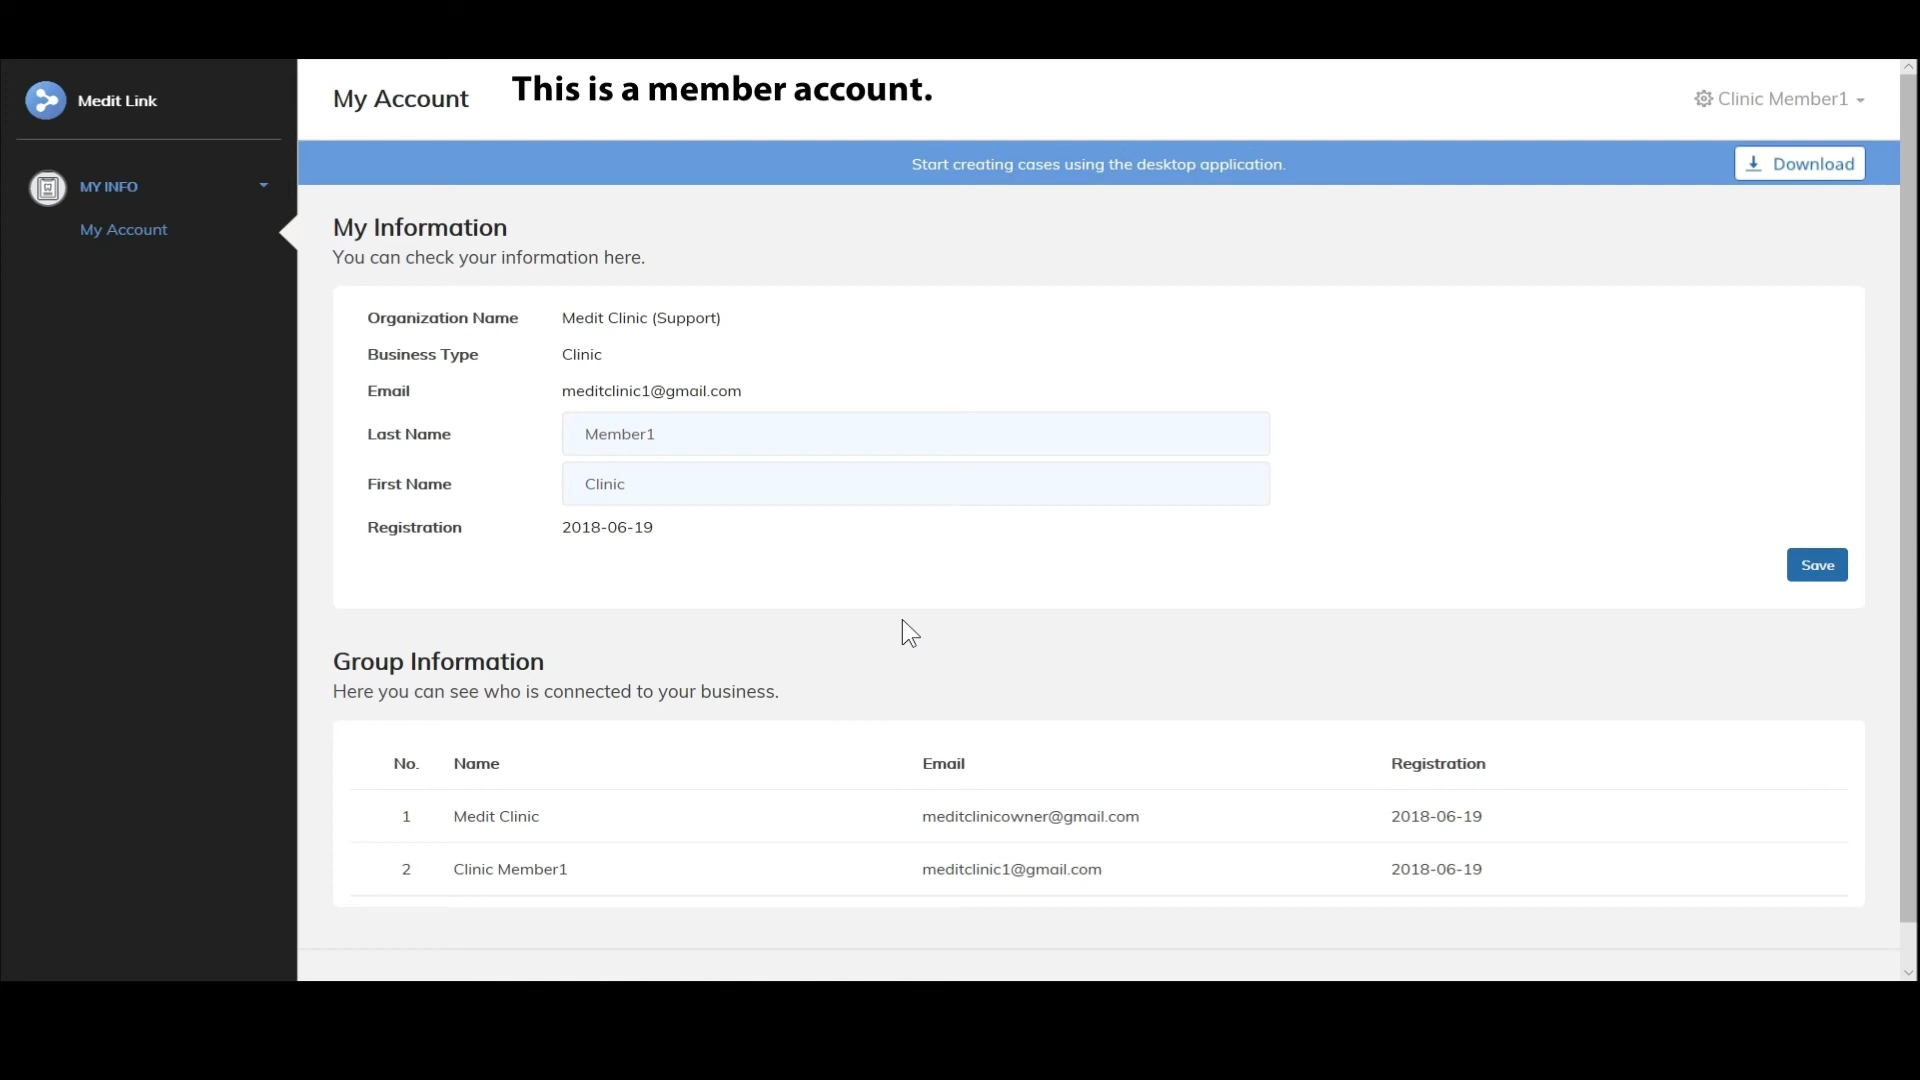 Medit Link
My Account
This is a member account.
Clinic Member1
Start creating cases using the desktop application.
Download
MY INFO
My Account
My Information
You can check your information here.
Organization Name Medit Clinic (Support)
Business Type Clinic
Email meditclinic1@gmail.com
Last Name Member1
First Name Clinic
Registration 2018-06-19
Save
Group Information
Here you can see who is connected to your business.
No. Name Email Registration
1 Medit Clinic meditclinicowner@gmail.com 2018-06-19
2 Clinic Member1 meditclinic1@gmail.com 2018-06-19